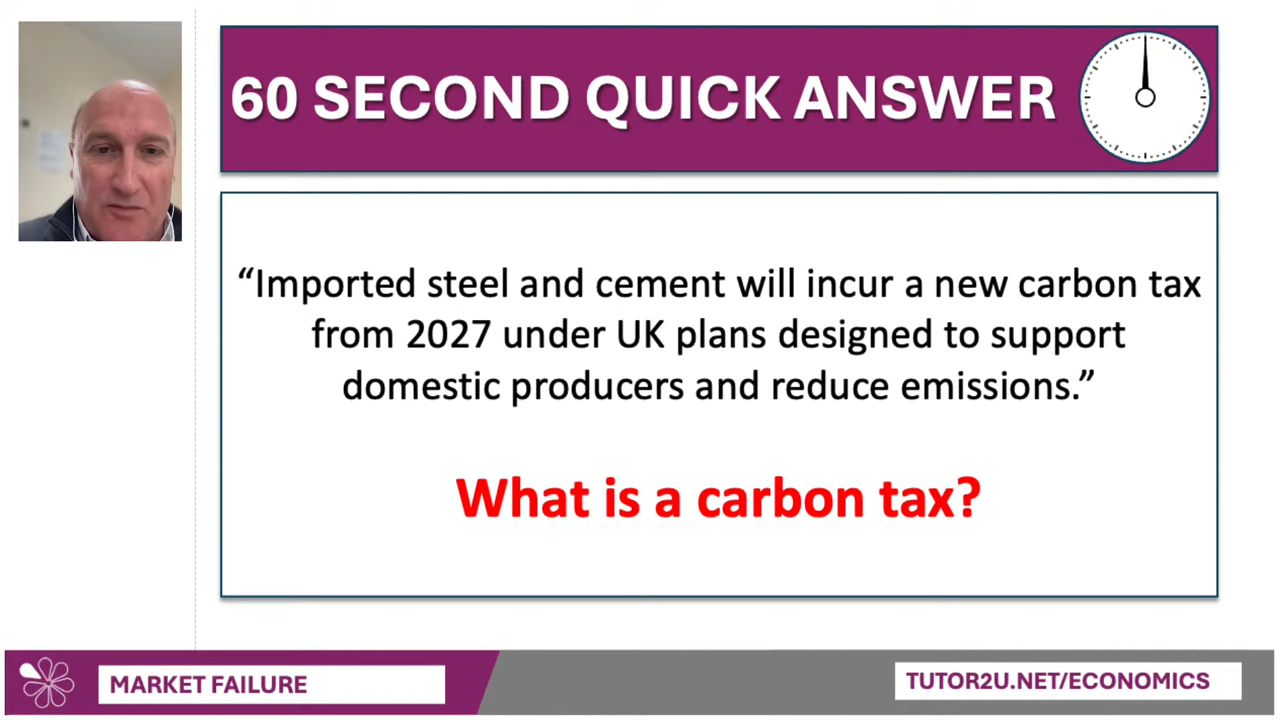 60 SECOND QUICK ANSWER
“Imported steel and cement will incur a new carbon tax
from 2027 under UK plans designed to support
domestic producers and reduce emissions.”
What is a carbon tax?
MARKET FAILURE
TUTOR2U.NET/ECONOMICS